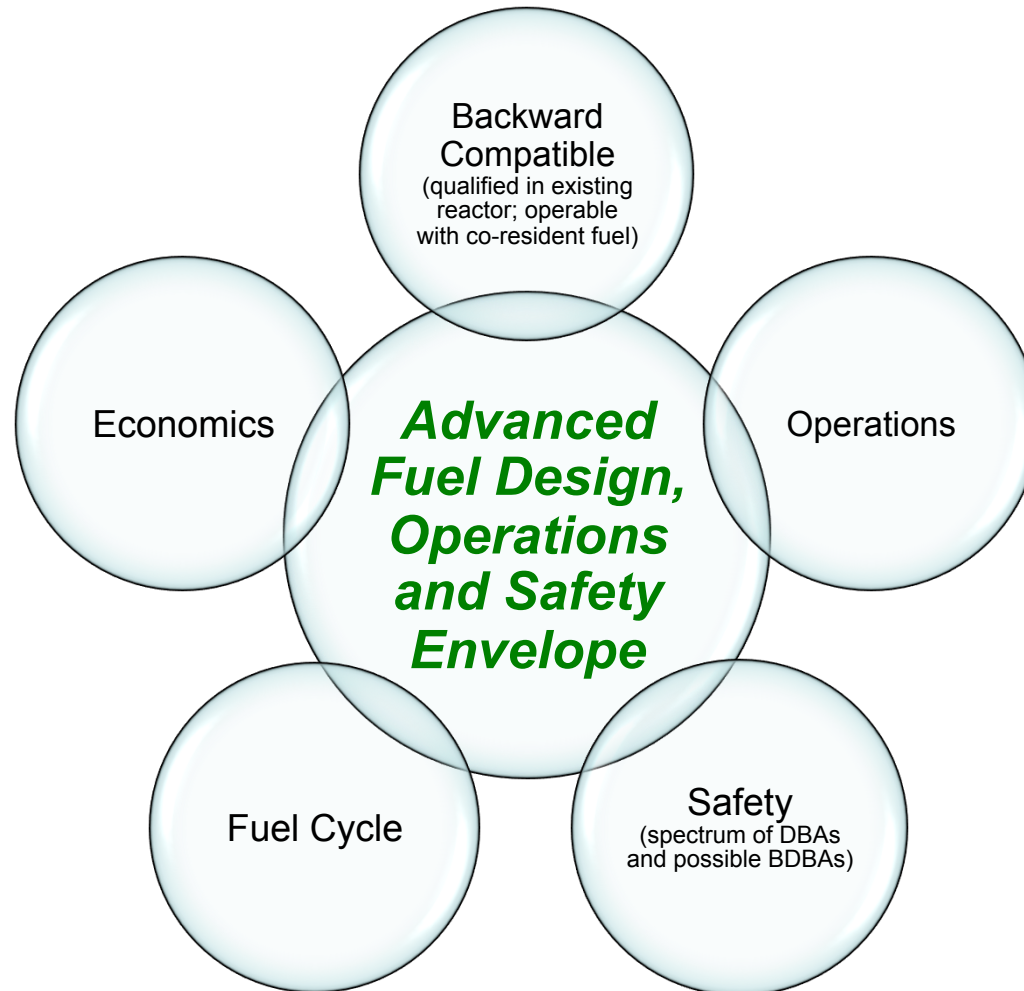 Backward
Compatible
(qualified in existing
reactor; operable
with co-resident fuel)
Economics
Operations
Advanced
Fuel Design,
Operations
and Safety
Envelope
Fuel Cycle
Safety
(spectrum of DBAs
and possible BDBAs)